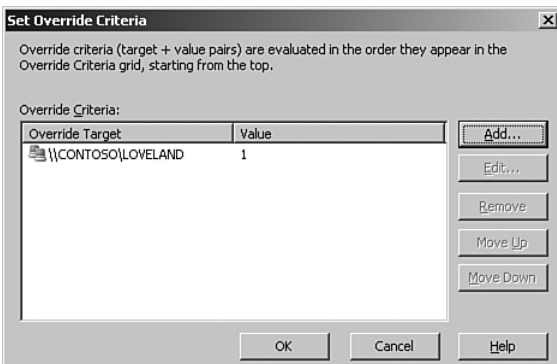 Set Override Criteria
Override criteria (target + value pairs) are evaluated in the order they appear in the
Override Criteria grid, starting from the top.
Override Criteria:
Override Target Value
\\CONTOSO\LOVELAND 1
Add...
Edit...
Remove
Move Up
Move Down
OK Cancel Help